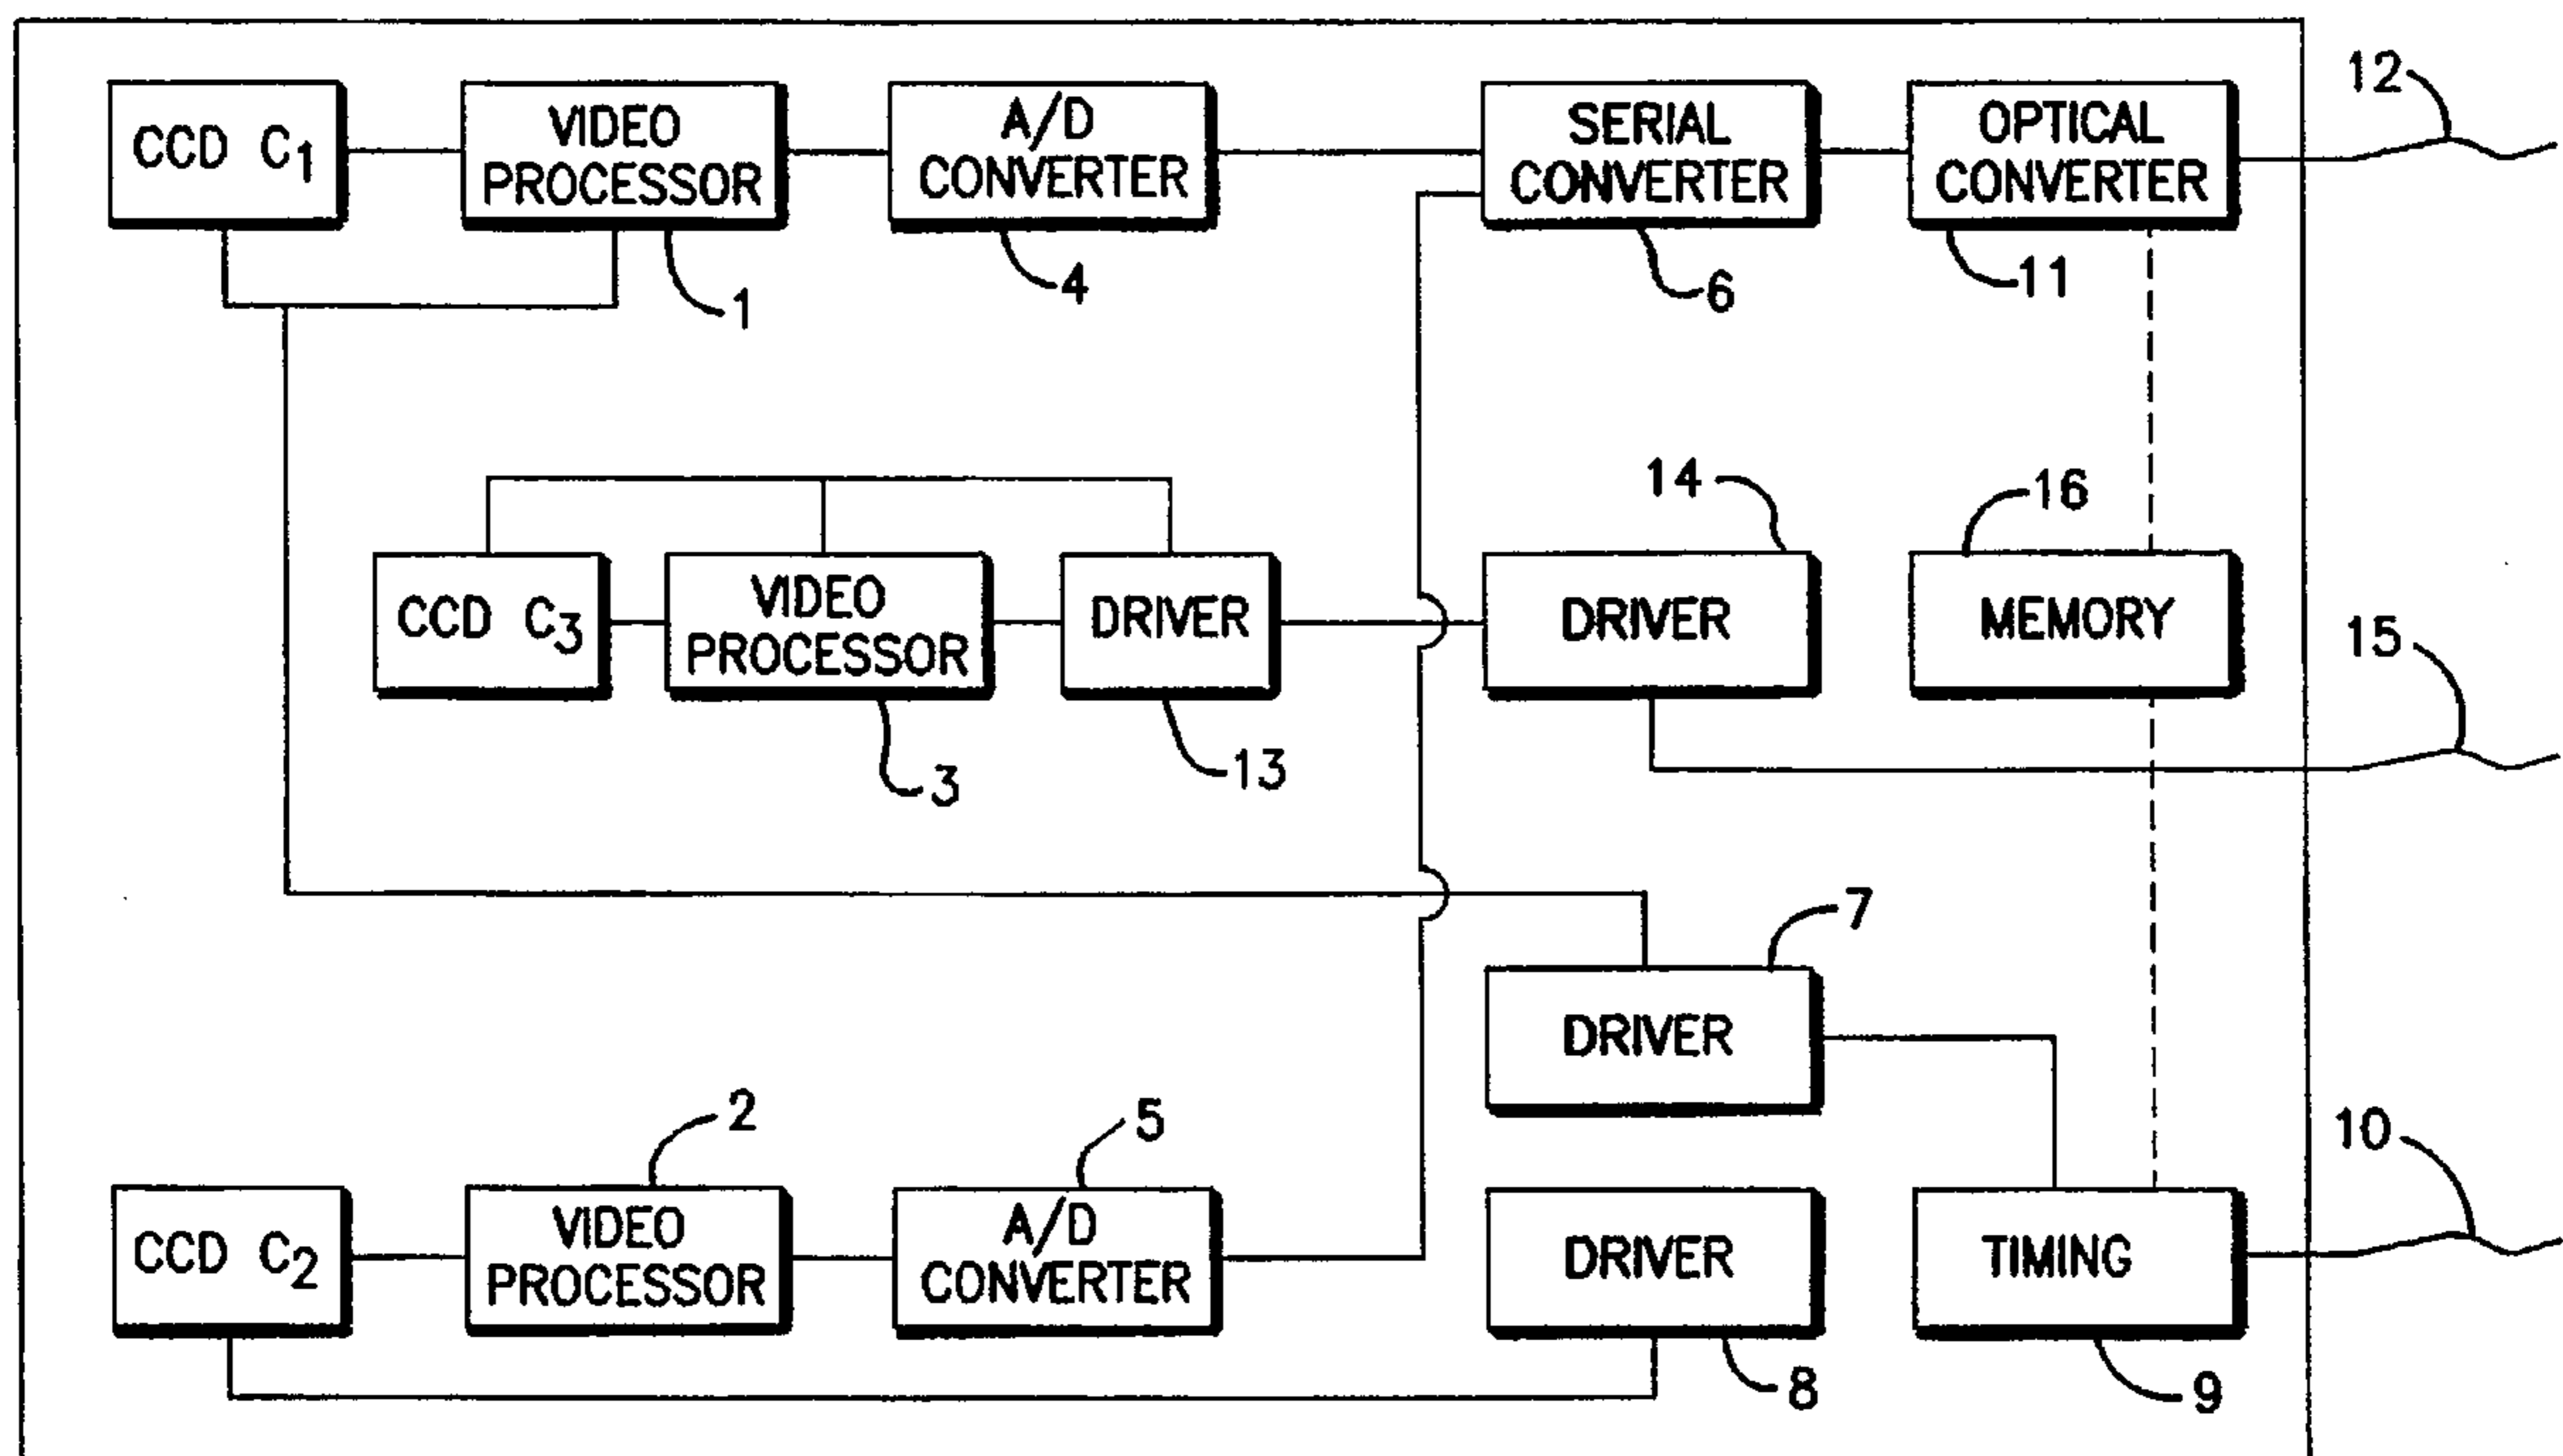 CCD C1
VIDEO
PROCESSOR
A/D
CONVERTER
SERIAL
CONVERTER
OPTICAL
CONVERTER
12
1
4
6
11
14
16
CCD C3
VIDEO
PROCESSOR
DRIVER
DRIVER
MEMORY
15
3
13
7
DRIVER
2
5
10
CCD C2
VIDEO
PROCESSOR
A/D
CONVERTER
DRIVER
TIMING
8
9